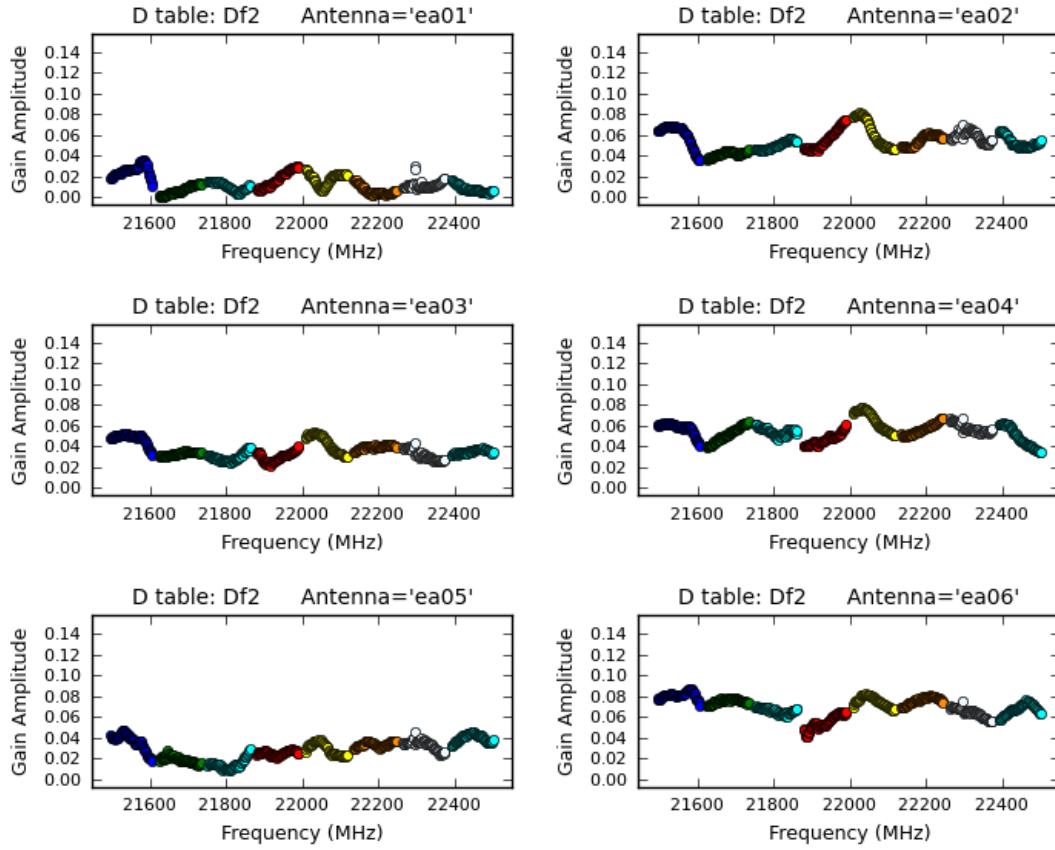 D table: Df2 Antenna='ea01'
Gain Amplitude
0.14
0.12
0.10
0.08
0.06
0.04
0.02
0.00
21600 21800 22000 22200 22400
Frequency (MHz)
D table: Df2 Antenna='ea02'
Gain Amplitude
0.14
0.12
0.10
0.08
0.06
0.04
0.02
0.00
21600 21800 22000 22200 22400
Frequency (MHz)
D table: Df2 Antenna='ea03'
Gain Amplitude
0.14
0.12
0.10
0.08
0.06
0.04
0.02
0.00
21600 21800 22000 22200 22400
Frequency (MHz)
D table: Df2 Antenna='ea04'
Gain Amplitude
0.14
0.12
0.10
0.08
0.06
0.04
0.02
0.00
21600 21800 22000 22200 22400
Frequency (MHz)
D table: Df2 Antenna='ea05'
Gain Amplitude
0.14
0.12
0.10
0.08
0.06
0.04
0.02
0.00
21600 21800 22000 22200 22400
Frequency (MHz)
D table: Df2 Antenna='ea06'
Gain Amplitude
0.14
0.12
0.10
0.08
0.06
0.04
0.02
0.00
21600 21800 22000 22200 22400
Frequency (MHz)